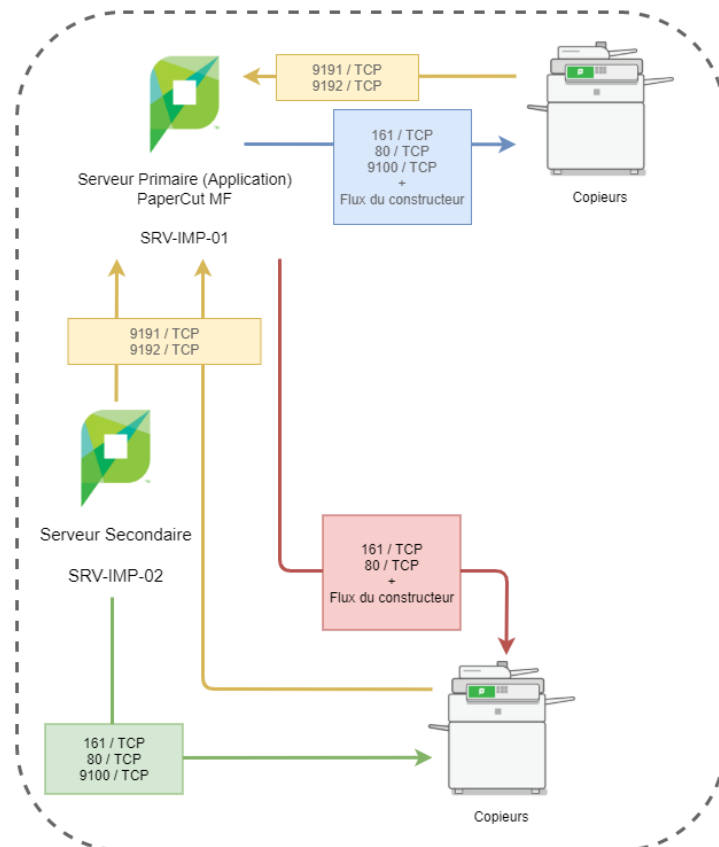 9191 / TCP
9192 / TCP
161 / TCP
80 / TCP
9100 / TCP
+
Flux du constructeur
Serveur Primaire (Application)
PaperCut MF
SRV-IMP-01
Copieurs
9191 / TCP
9192 / TCP
Serveur Secondaire
SRV-IMP-02
161 / TCP
80 / TCP
+
Flux du constructeur
161 / TCP
80 / TCP
9100 / TCP
Copieurs